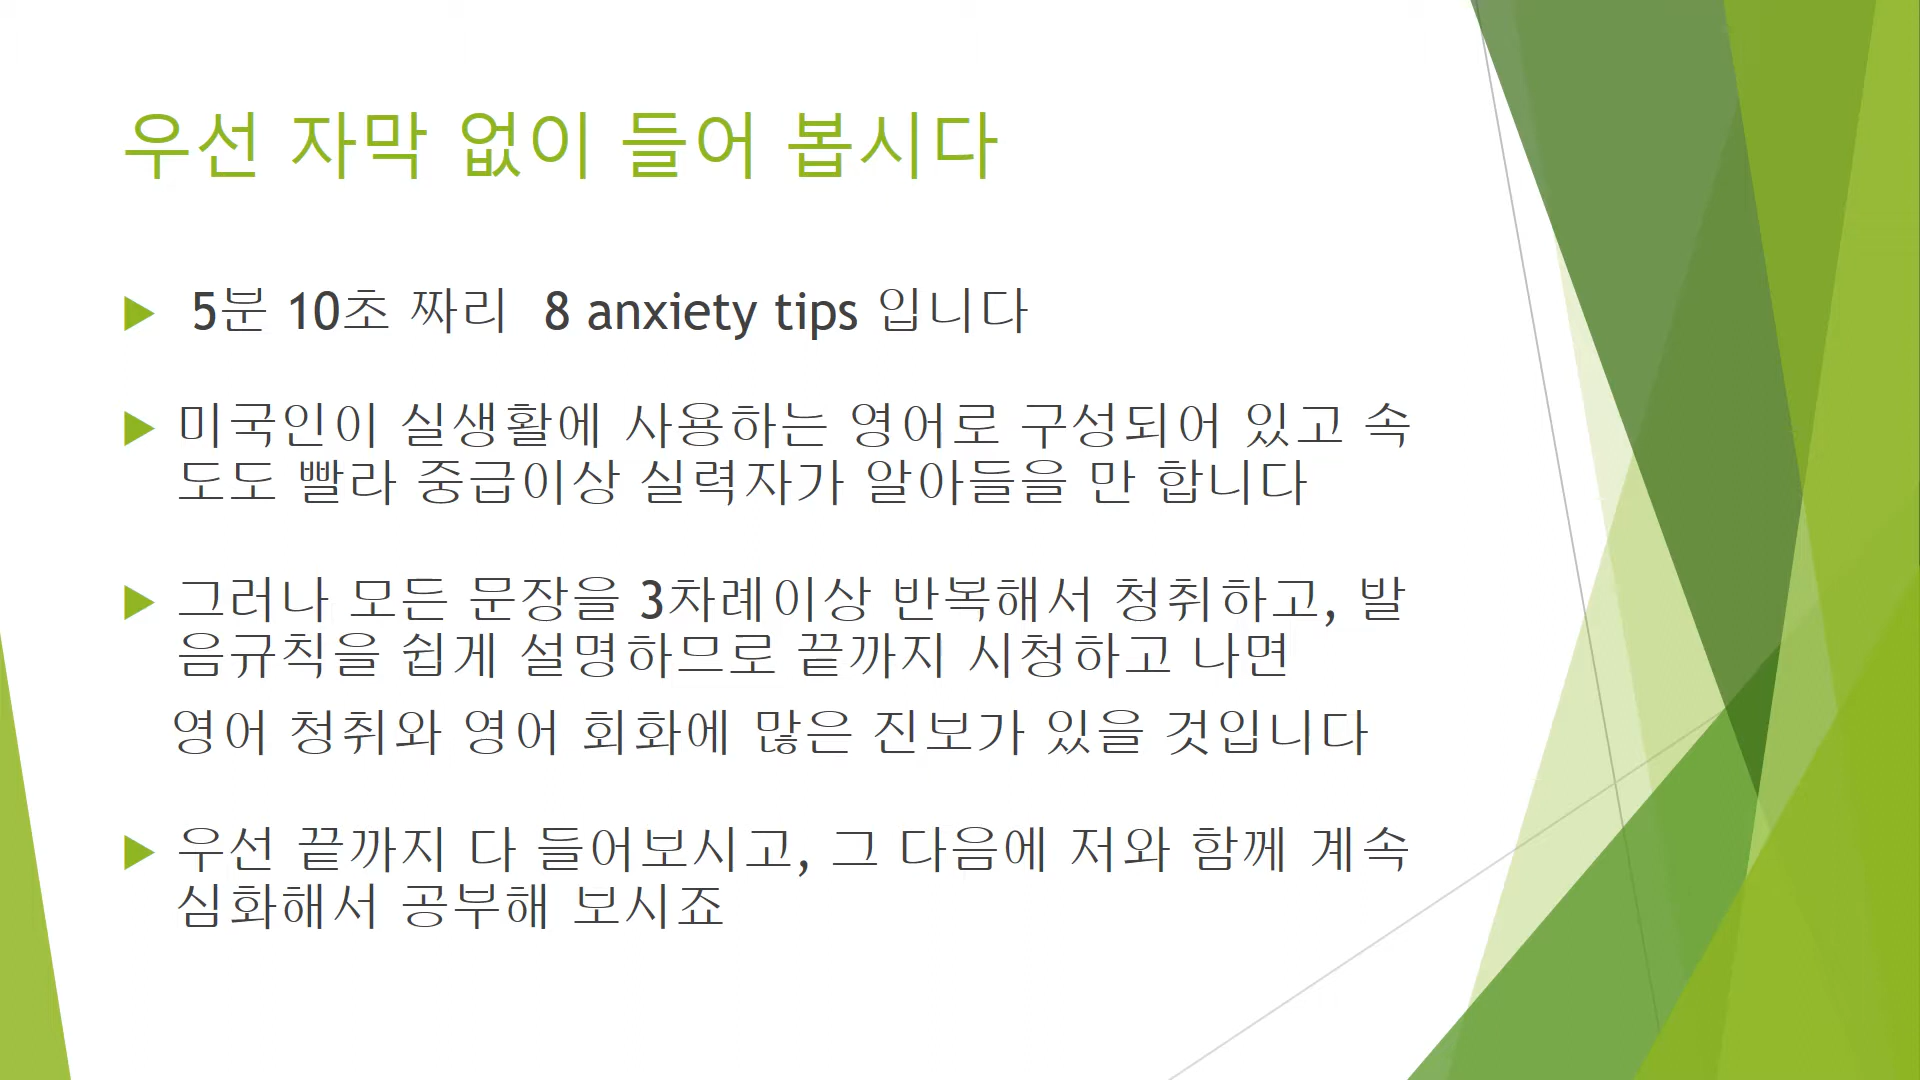 우선 자막 없이 들어 봅시다
5분 10초 짜리 8 anxiety tips 입니다
미국인이 실생활에 사용하는 영어로 구성되어 있고 속
도도 빨라 중급이상 실력자가 알아들을 만 합니다
그러나 모든 문장을 3차례이상 반복해서 청취하고, 발
음규칙을 쉽게 설명하므로 끝까지 시청하고 나면
영어 청취와 영어 회화에 많은 진보가 있을 것입니다
우선 끝까지 다 들어보시고, 그 다음에 저와 함께 계속
심화해서 공부해 보시죠